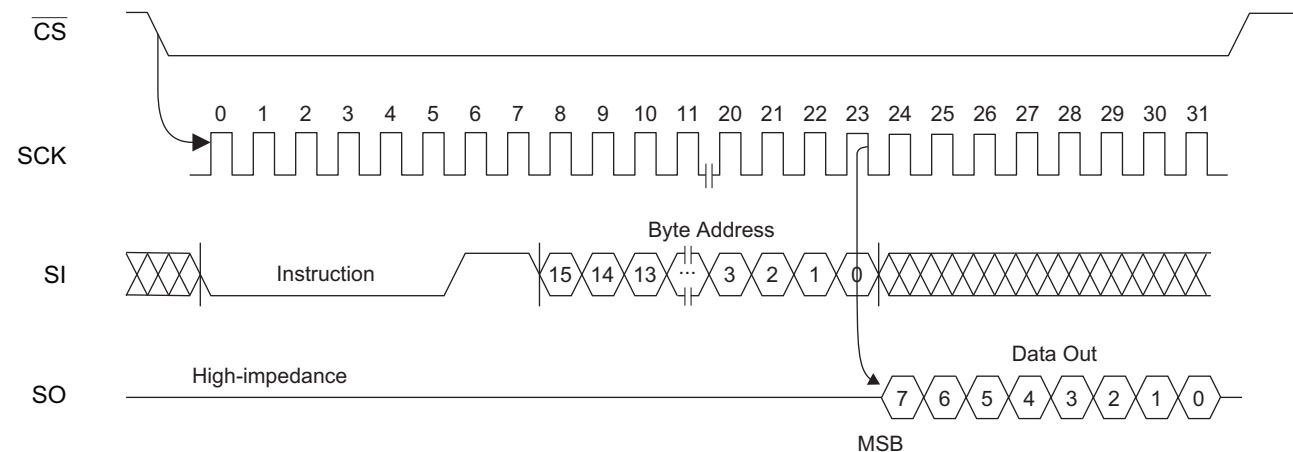 CS
0 1 2 3 4 5 6 7 8 9 10 11 20 21 22 23 24 25 26 27 28 29 30 31
SCK
Byte Address
SI
Instruction
15 14 13 ... 3 2 1 0
Data Out
High-impedance
SO
7 6 5 4 3 2 1 0
MSB